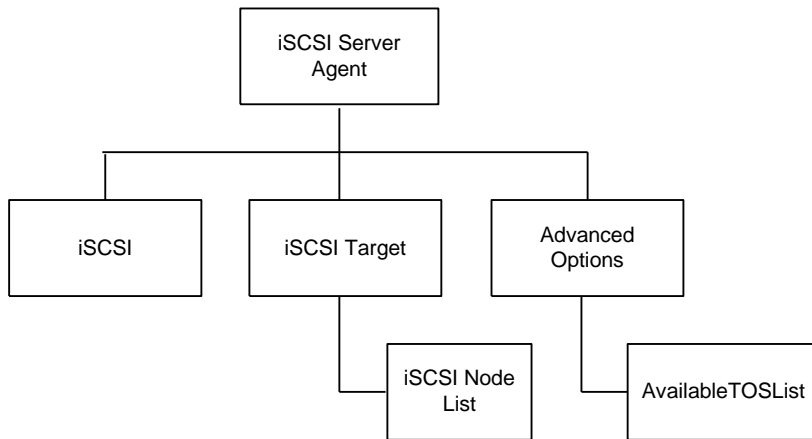 iSCSI Server
Agent
iSCSI
iSCSI Target
Advanced
Options
iSCSI Node
List
AvailableTOSList